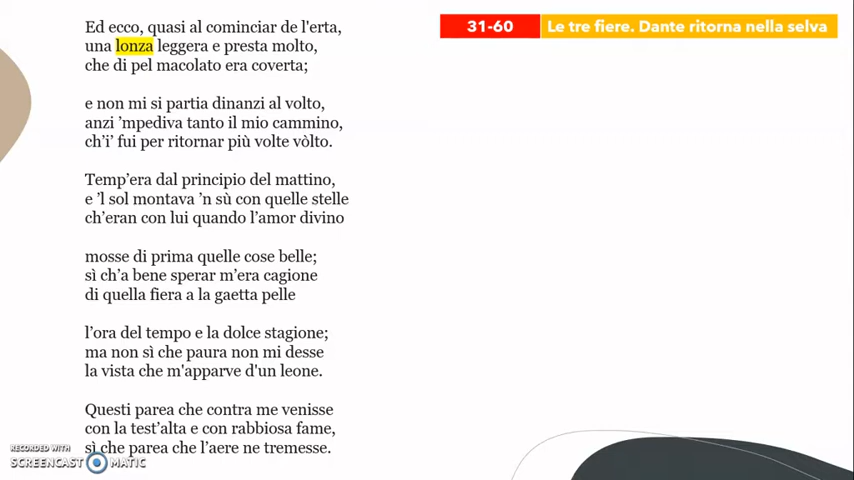 Ed ecco, quasi al cominciar de l'erta,
una lonza leggera e presta molto,
che di pel macolato era coverta;
e non mi si partia dinanzi al volto,
anzi ’mpediva tanto il mio cammino,
ch’i’ fui per ritornar più volte vòlto.
Temp’era dal principio del mattino,
e ’l sol montava ’n sù con quelle stelle
ch’eran con lui quando l’amor divino
mosse di prima quelle cose belle;
sì ch’a bene sperar m’era cagione
di quella fiera a la gaetta pelle
l’ora del tempo e la dolce stagione;
ma non sì che paura non mi desse
la vista che m'apparve d'un leone.
Questi parea che contra me venisse
con la test’alta e con rabbiosa fame,
sì che parea che l’aere ne tremesse.
31-60 Le tre fiere. Dante ritorna nella selva
RECORDED WITH
SCREENCAST MATIC